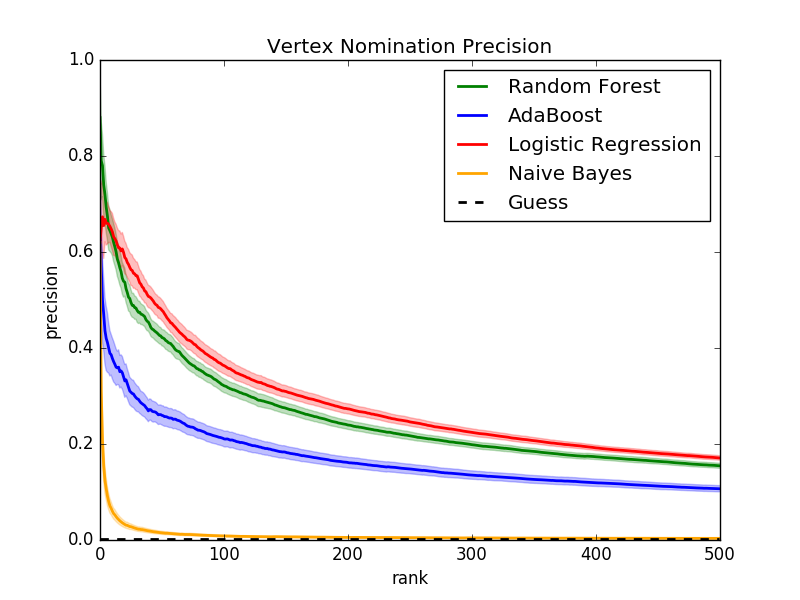 Vertex Nomination Precision
1.0
0.8
0.6
0.4
0.2
0.0
precision
Random Forest
AdaBoost
Logistic Regression
Naive Bayes
Guess
0 100 200 300 400 500
rank